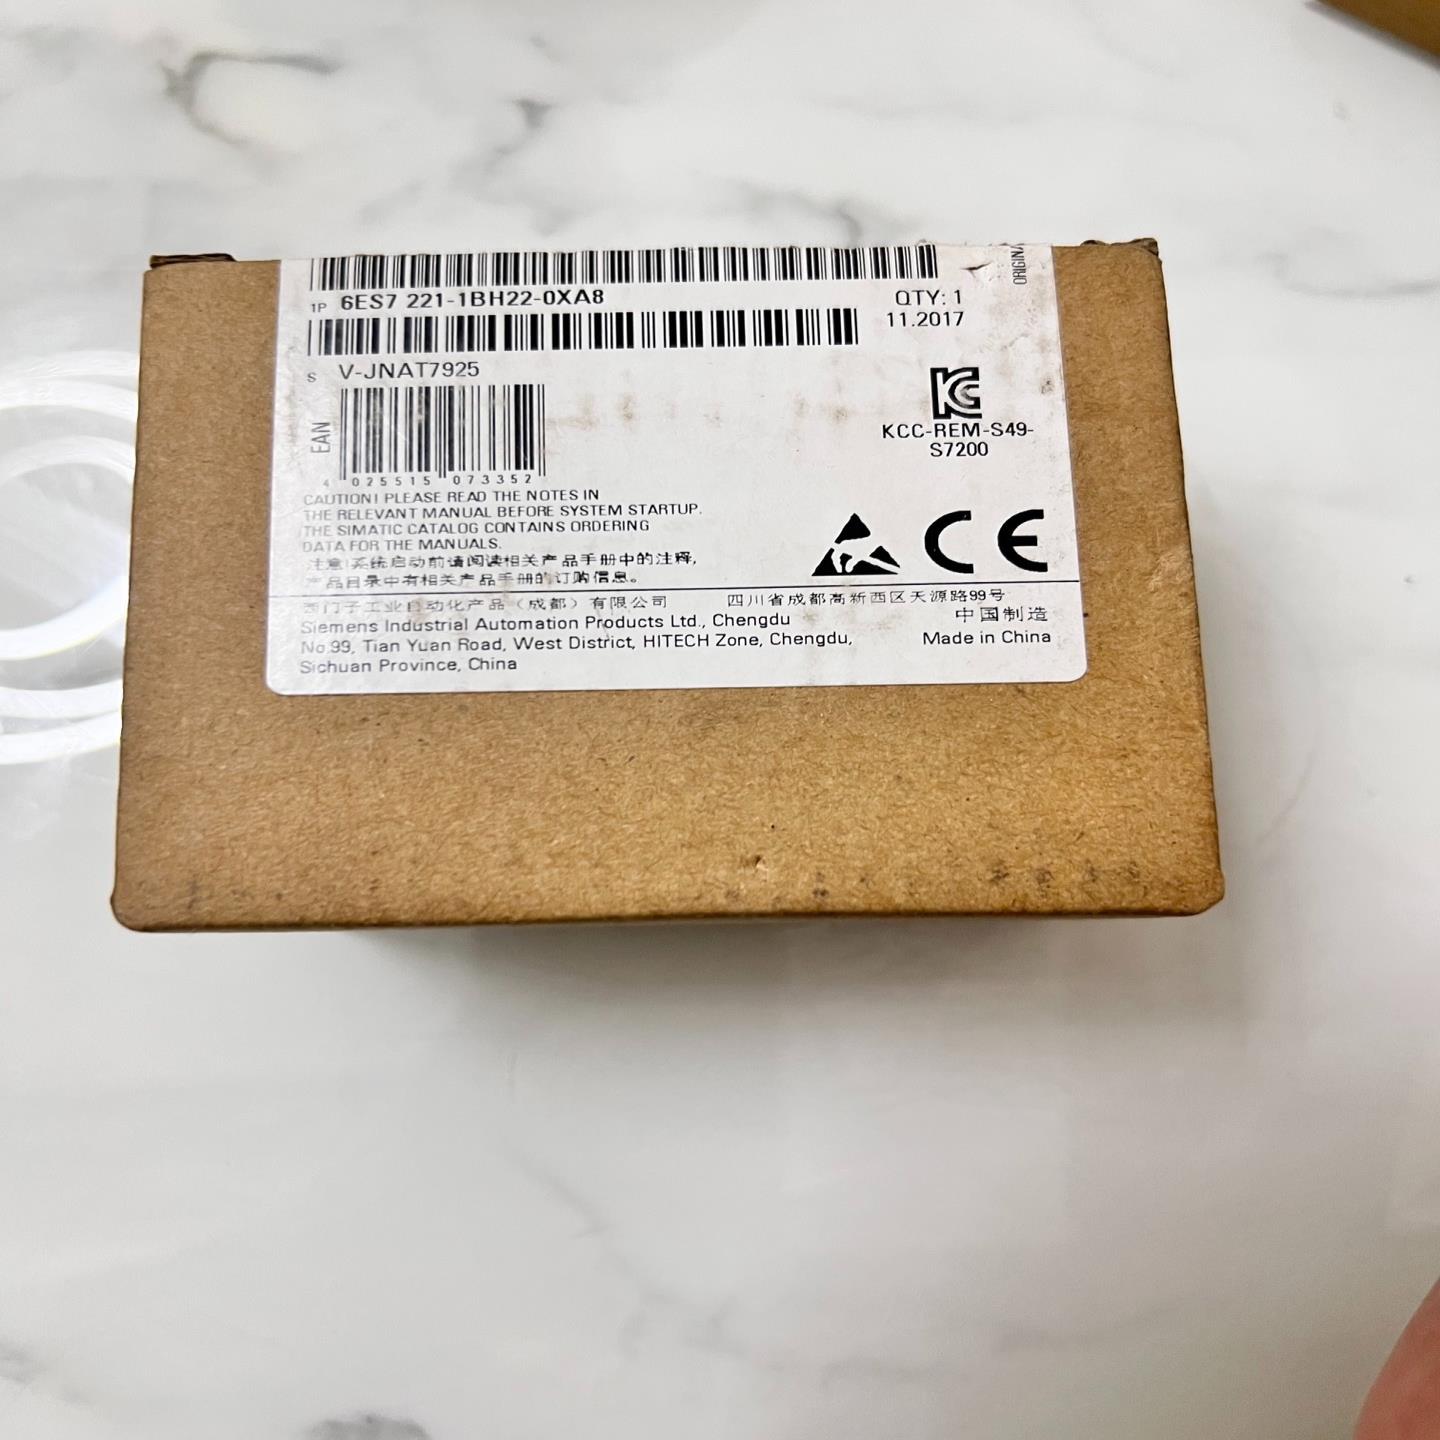 1P 6ES7 221-1BH22-0XA8 QTY: 1
11.2017
S V-JNAT7925
EAN
4 025515 073352
KCC-REM-S49-
S7200
CAUTION! PLEASE READ THE NOTES IN
THE RELEVANT MANUAL BEFORE SYSTEM STARTUP.
THE SIMATIC CATALOG CONTAINS ORDERING
DATA FOR THE MANUALS.
注意!系统启动前请阅读相关产品手册中的注释,
产品目录中有相关产品手册的订购信息。
CE
西门子工业自动化产品(成都)有限公司 四川省成都高新西区天源路99号
Siemens Industrial Automation Products Ltd., Chengdu 中国制造
No.99, Tian Yuan Road, West District, HITECH Zone, Chengdu, Made in China
Sichuan Province, China